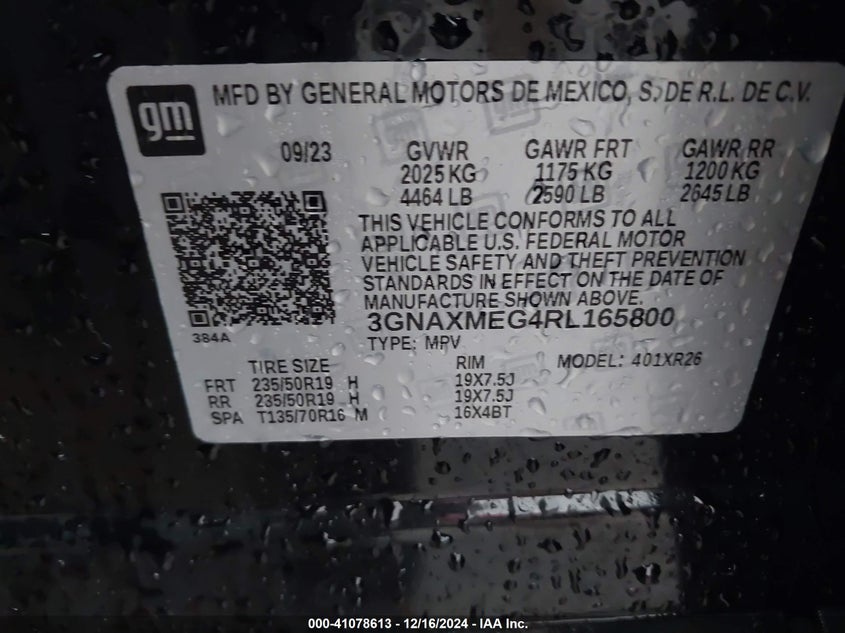 gm
MFD BY GENERAL MOTORS DE MEXICO, S. DE R.L. DE C.V.
09/23 GVWR GAWR FRT GAWR RR
2025 KG 1175 KG 1200 KG
4464 LB 2590 LB 2645 LB
THIS VEHICLE CONFORMS TO ALL
APPLICABLE U.S. FEDERAL MOTOR
VEHICLE SAFETY AND THEFT PREVENTION
STANDARDS IN EFFECT ON THE DATE OF
MANUFACTURE SHOWN ABOVE.
3GNAXMEG4RL165800
384A
TYPE: MPV
TIRE SIZE RIM MODEL: 401XR26
FRT 235/50R19 H 19X7.5J
RR 235/50R19 H 19X7.5J
SPA T135/70R16 M 16X4BT
000-41078613 - 12/16/2024 - IAA Inc.